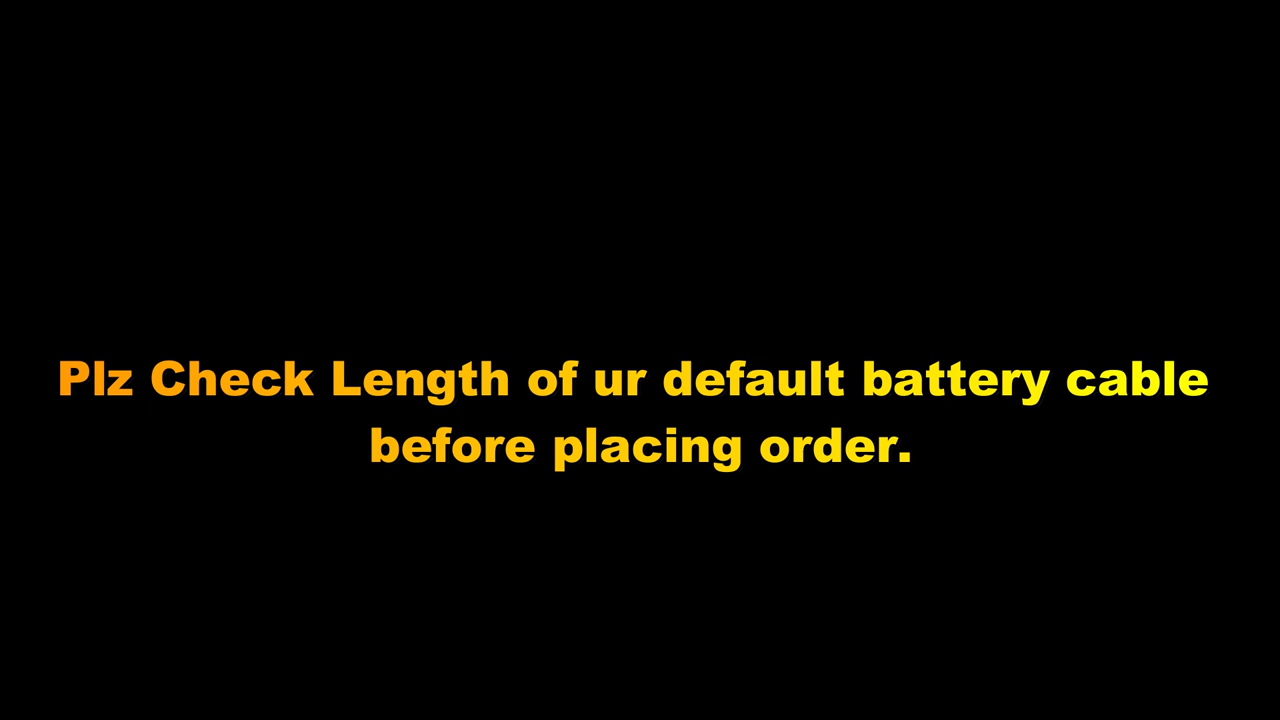 Plz Check Length of ur default battery cable
before placing order.